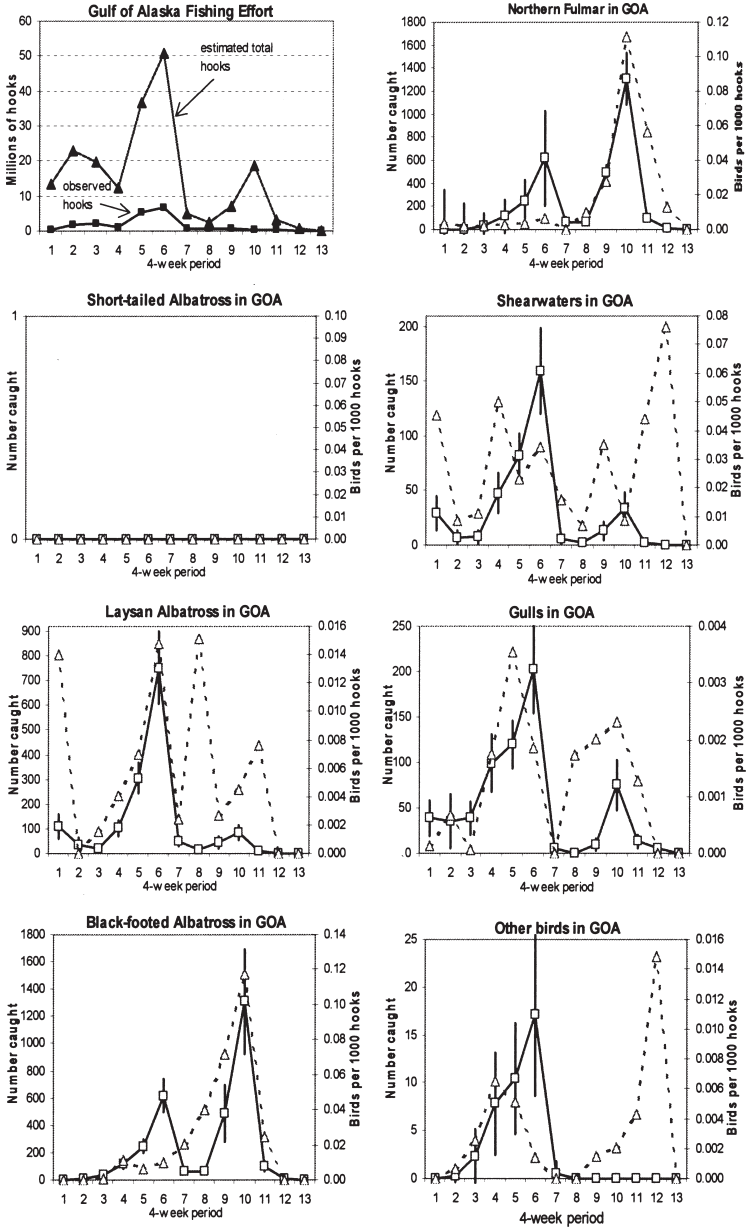 Gulf of Alaska Fishing Effort
Millions of hooks
60
50
40
30
20
10
0
estimated total
hooks
observed
hooks
1 2 3 4 5 6 7 8 9 10 11 12 13
4-week period
Northern Fulmar in GOA
Number caught
1800
1600
1400
1200
1000
800
600
400
200
0
0.12
0.10
0.08
0.06
0.04
0.02
0.00
Birds per 1000 hooks
1 2 3 4 5 6 7 8 9 10 11 12 13
4-week period
Short-tailed Albatross in GOA
Number caught
1
0
0.10
0.09
0.08
0.07
0.06
0.05
0.04
0.03
0.02
0.01
0.00
Birds per 1000 hooks
1 2 3 4 5 6 7 8 9 10 11 12 13
4-week period
Shearwaters in GOA
Number caught
200
150
100
50
0
0.08
0.07
0.06
0.05
0.04
0.03
0.02
0.01
0.00
Birds per 1000 hooks
1 2 3 4 5 6 7 8 9 10 11 12 13
4-week period
Laysan Albatross in GOA
Number caught
900
800
700
600
500
400
300
200
100
0
0.016
0.014
0.012
0.010
0.008
0.006
0.004
0.002
0.000
Birds per 1000 hooks
1 2 3 4 5 6 7 8 9 10 11 12 13
4-week period
Gulls in GOA
Number caught
250
200
150
100
50
0
0.004
0.003
0.002
0.001
0.000
Birds per 1000 hooks
1 2 3 4 5 6 7 8 9 10 11 12 13
4-week period
Black-footed Albatross in GOA
Number caught
1800
1600
1400
1200
1000
800
600
400
200
0
0.14
0.12
0.10
0.08
0.06
0.04
0.02
0.00
Birds per 1000 hooks
1 2 3 4 5 6 7 8 9 10 11 12 13
4-week period
Other birds in GOA
Number caught
25
20
15
10
5
0
0.016
0.014
0.012
0.010
0.008
0.006
0.004
0.002
0.000
Birds per 1000 hooks
1 2 3 4 5 6 7 8 9 10 11 12 13
4-week period